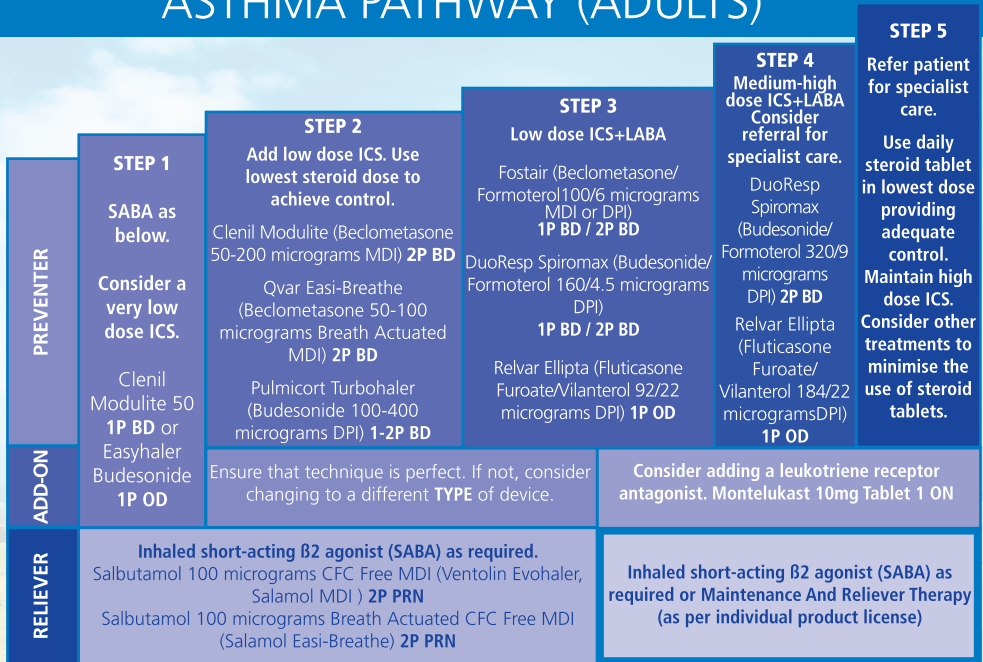 ASTHMA PATHWAY (ADULTS)
PREVENTER
STEP 1
SABA as
below.
Consider a
very low
dose ICS.
Clenil
Modulite 50
1P BD or
Easyhaler
Budesonide
1P OD
STEP 2
Add low dose ICS. Use
lowest steroid dose to
achieve control.
Clenil Modulite (Beclometasone
50-200 micrograms MDI) 2P BD
Qvar Easi-Breathe
(Beclometasone 50-100
micrograms Breath Actuated
MDI) 2P BD
Pulmicort Turbohaler
(Budesonide 100-400
micrograms DPI) 1-2P BD
STEP 3
Low dose ICS+LABA
Fostair (Beclometasone/
Formoterol100/6 micrograms
MDI or DPI)
1P BD / 2P BD
DuoResp Spiromax (Budesonide/
Formoterol 160/4.5 micrograms
DPI)
1P BD / 2P BD
Relvar Ellipta (Fluticasone
Furoate/Vilanterol 92/22
micrograms DPI) 1P OD
STEP 4
Medium-high
dose ICS+LABA
Consider
referral for
specialist care.
DuoResp
Spiromax
(Budesonide/
Formoterol 320/9
micrograms
DPI) 2P BD
Relvar Ellipta
(Fluticasone
Furoate/
Vilanterol 184/22
microgramsDPI)
1P OD
STEP 5
Refer patient
for specialist
care.
Use daily
steroid tablet
in lowest dose
providing
adequate
control.
Maintain high
dose ICS.
Consider other
treatments to
minimise the
use of steroid
tablets.
ADD-ON
Ensure that technique is perfect. If not, consider
changing to a different TYPE of device.
Consider adding a leukotriene receptor
antagonist. Montelukast 10mg Tablet 1 ON
RELIEVER
Inhaled short-acting ß2 agonist (SABA) as required.
Salbutamol 100 micrograms CFC Free MDI (Ventolin Evohaler,
Salamol MDI ) 2P PRN
Salbutamol 100 micrograms Breath Actuated CFC Free MDI
(Salamol Easi-Breathe) 2P PRN
Inhaled short-acting ß2 agonist (SABA) as
required or Maintenance And Reliever Therapy
(as per individual product license)